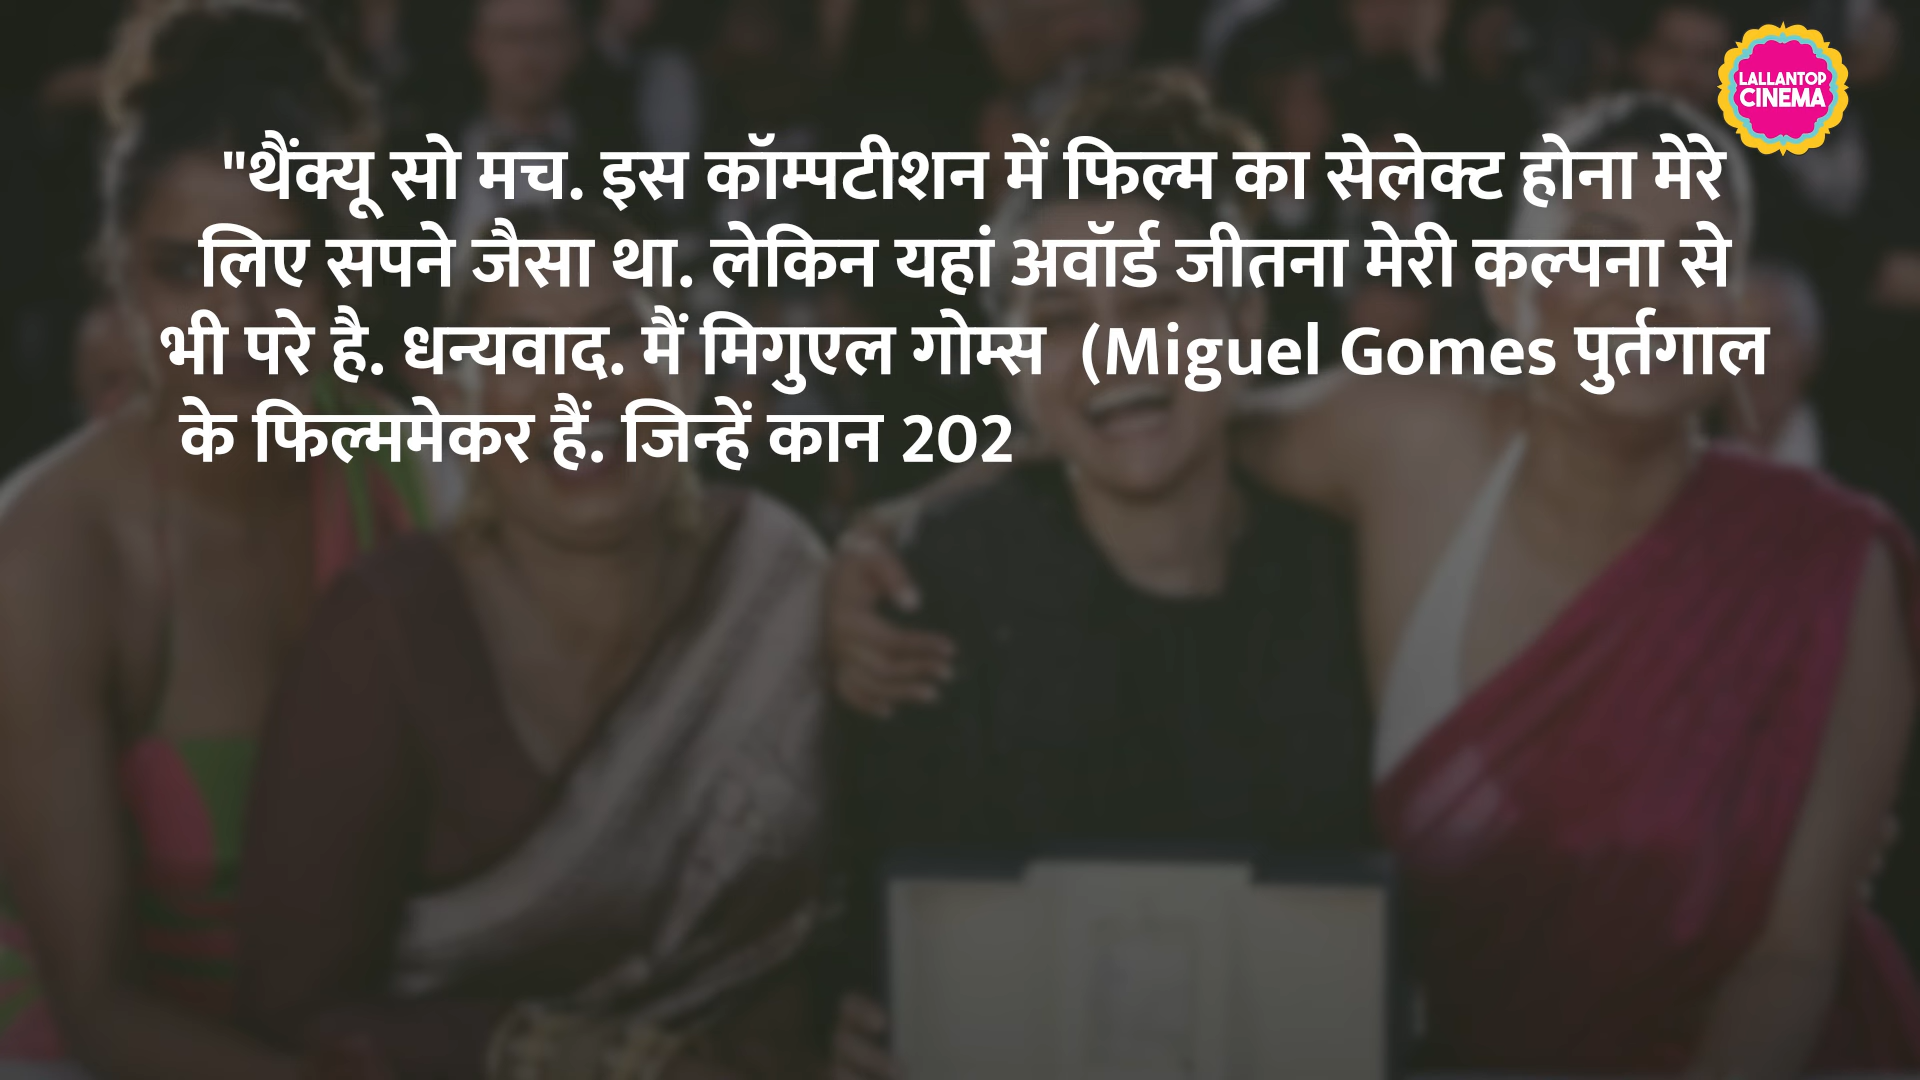 LALLANTOP
CINEMA
"थैंक्यू सो मच. इस कॉम्पटीशन में फिल्म का सेलेक्ट होना मेरे
लिए सपने जैसा था. लेकिन यहां अवॉर्ड जीतना मेरी कल्पना से
भी परे है. धन्यवाद. मैं मिगुएल गोम्स (Miguel Gomes पुर्तगाल
के फिल्ममेकर हैं. जिन्हें कान 202